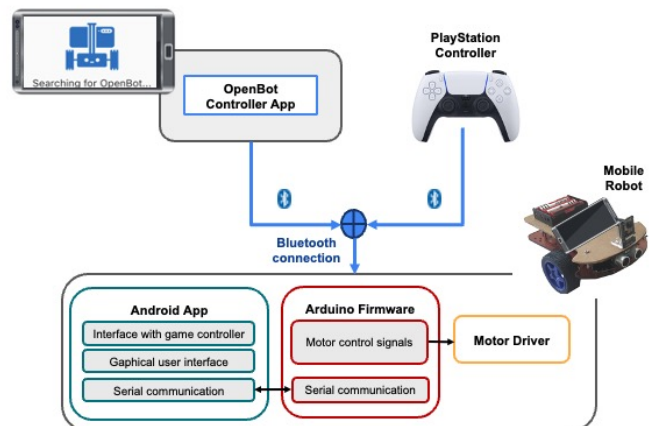 Searching for OpenBot...
OpenBot
Controller App
PlayStation
Controller
Mobile
Robot
Bluetooth
connection
Android App
Interface with game controller
Gaphical user interface
Serial communication
Arduino Firmware
Motor control signals
Serial communication
Motor Driver